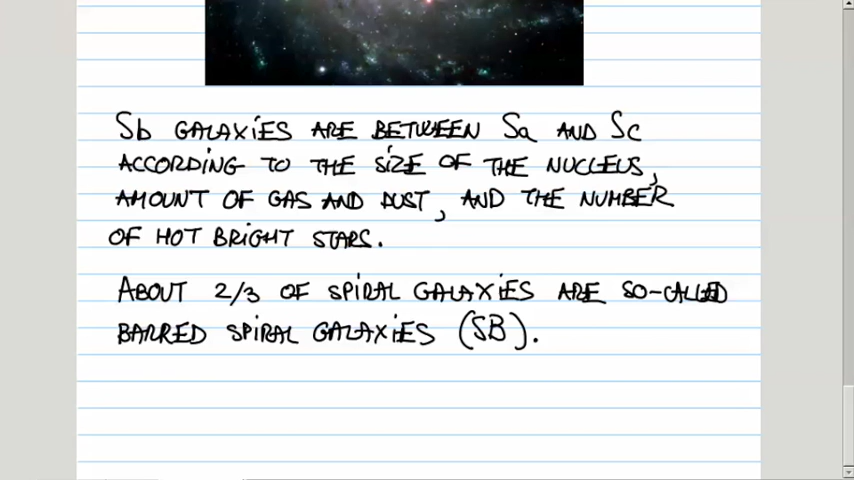 Sb GALAXiES ARE BETWEEN Sa AND Sc
ACCORDiNG TO THE SiZE OF THE NUCLEUS,
AMOUNT OF GAS AND DUST, AND THE NUMBER
OF HOT BRiGHT STARS.
ABOUT 2/3 OF SPiRAL GALAXiES ARE SO-CALLED
BARRED SPiRAL GALAXiES (SB).